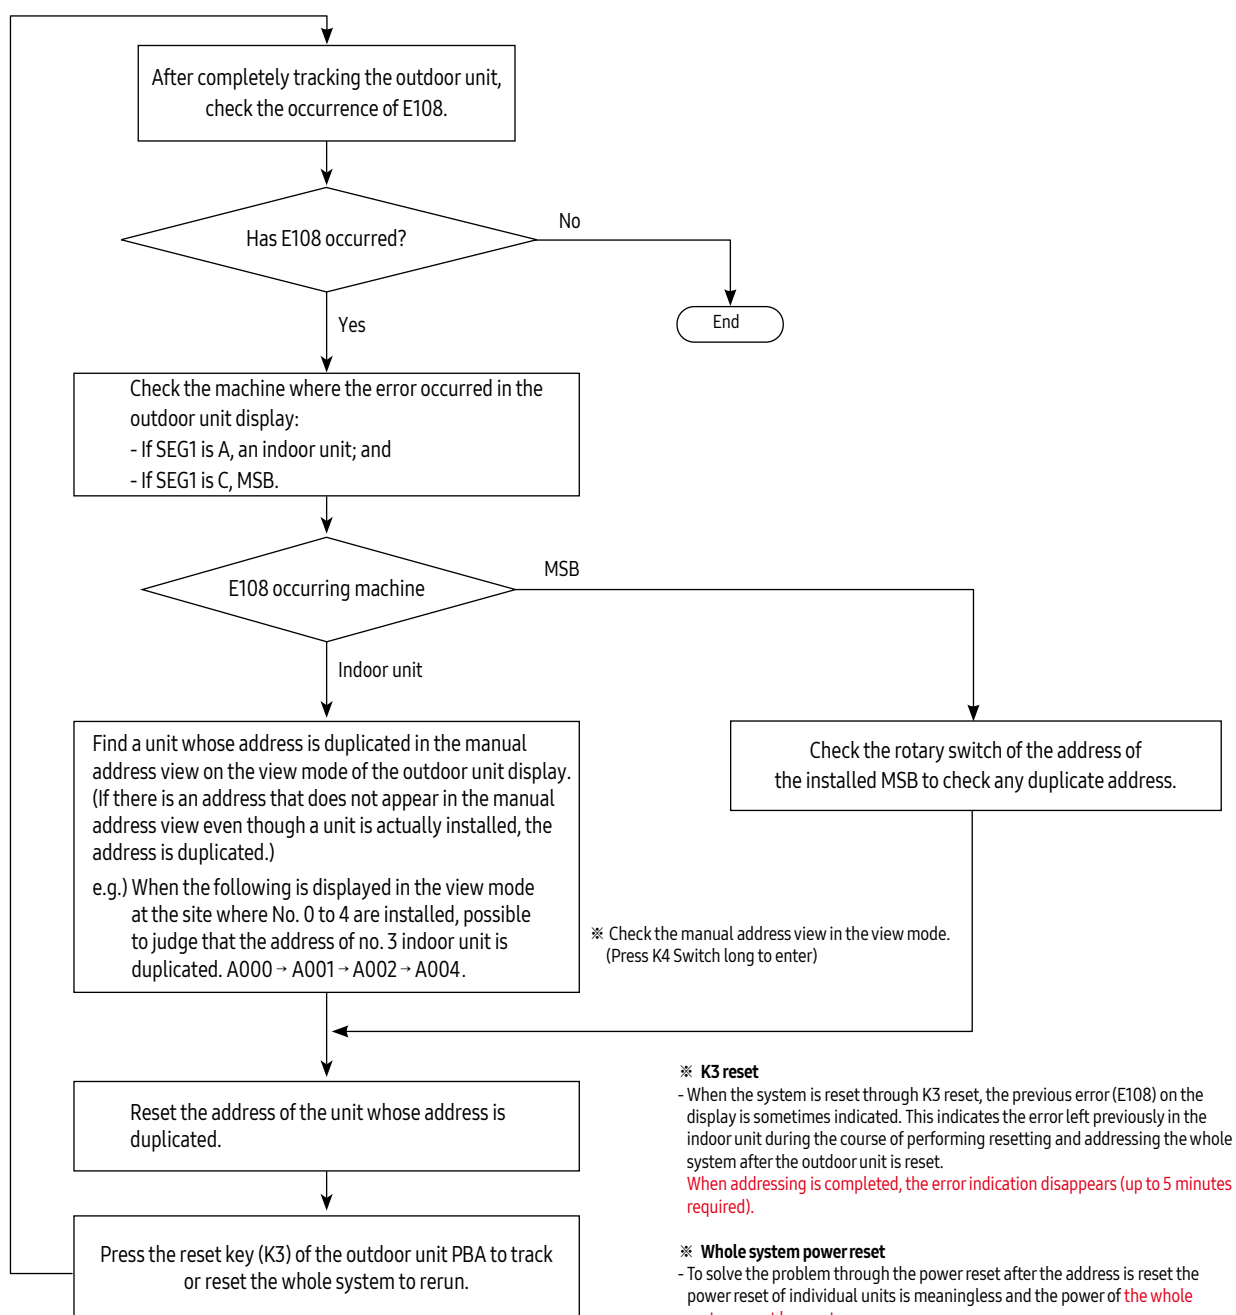 After completely tracking the outdoor unit,
check the occurrence of E108.
Has E108 occurred?
No
End
Yes
Check the machine where the error occurred in the
outdoor unit display:
- If SEG1 is A, an indoor unit; and
- If SEG1 is C, MSB.
E108 occurring machine
MSB
Indoor unit
Find a unit whose address is duplicated in the manual
address view on the view mode of the outdoor unit display.
(If there is an address that does not appear in the manual
address view even though a unit is actually installed, the
address is duplicated.)
e.g.) When the following is displayed in the view mode
at the site where No. 0 to 4 are installed, possible
to judge that the address of no. 3 indoor unit is
duplicated. A000 → A001 → A002 → A004.
Check the rotary switch of the address of
the installed MSB to check any duplicate address.
※ Check the manual address view in the view mode.
(Press K4 Switch long to enter)
Reset the address of the unit whose address is
duplicated.
Press the reset key (K3) of the outdoor unit PBA to track
or reset the whole system to rerun.
※ K3 reset
- When the system is reset through K3 reset, the previous error (E108) on the
display is sometimes indicated. This indicates the error left previously in the
indoor unit during the course of performing resetting and addressing the whole
system after the outdoor unit is reset.
When addressing is completed, the error indication disappears (up to 5 minutes
required).
※ Whole system power reset
- To solve the problem through the power reset after the address is reset the
power reset of individual units is meaningless and the power of the whole